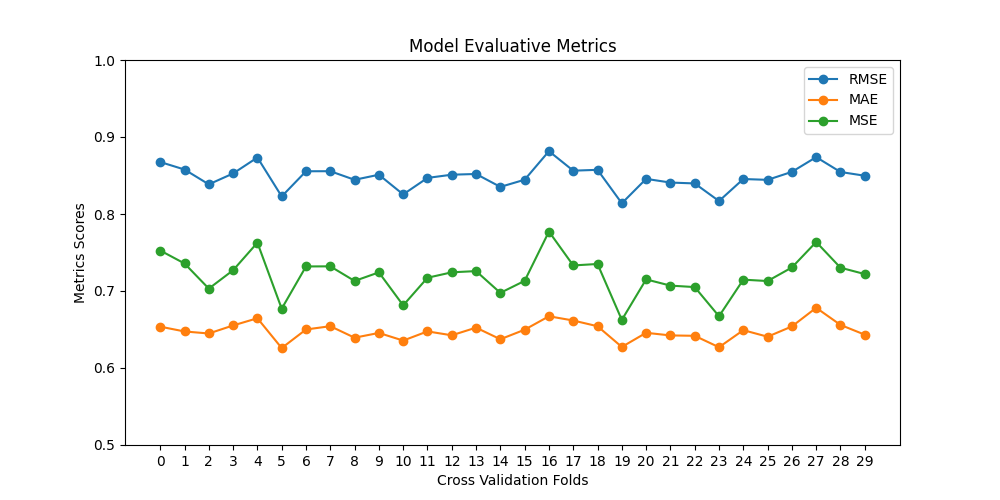 Model Evaluative Metrics
1.0
RMSE
MAE
MSE
0.9
0.8
0.7
0.6
0.5
Metrics Scores
0 1 2 3 4 5 6 7 8 9 10 11 12 13 14 15 16 17 18 19 20 21 22 23 24 25 26 27 28 29
Cross Validation Folds